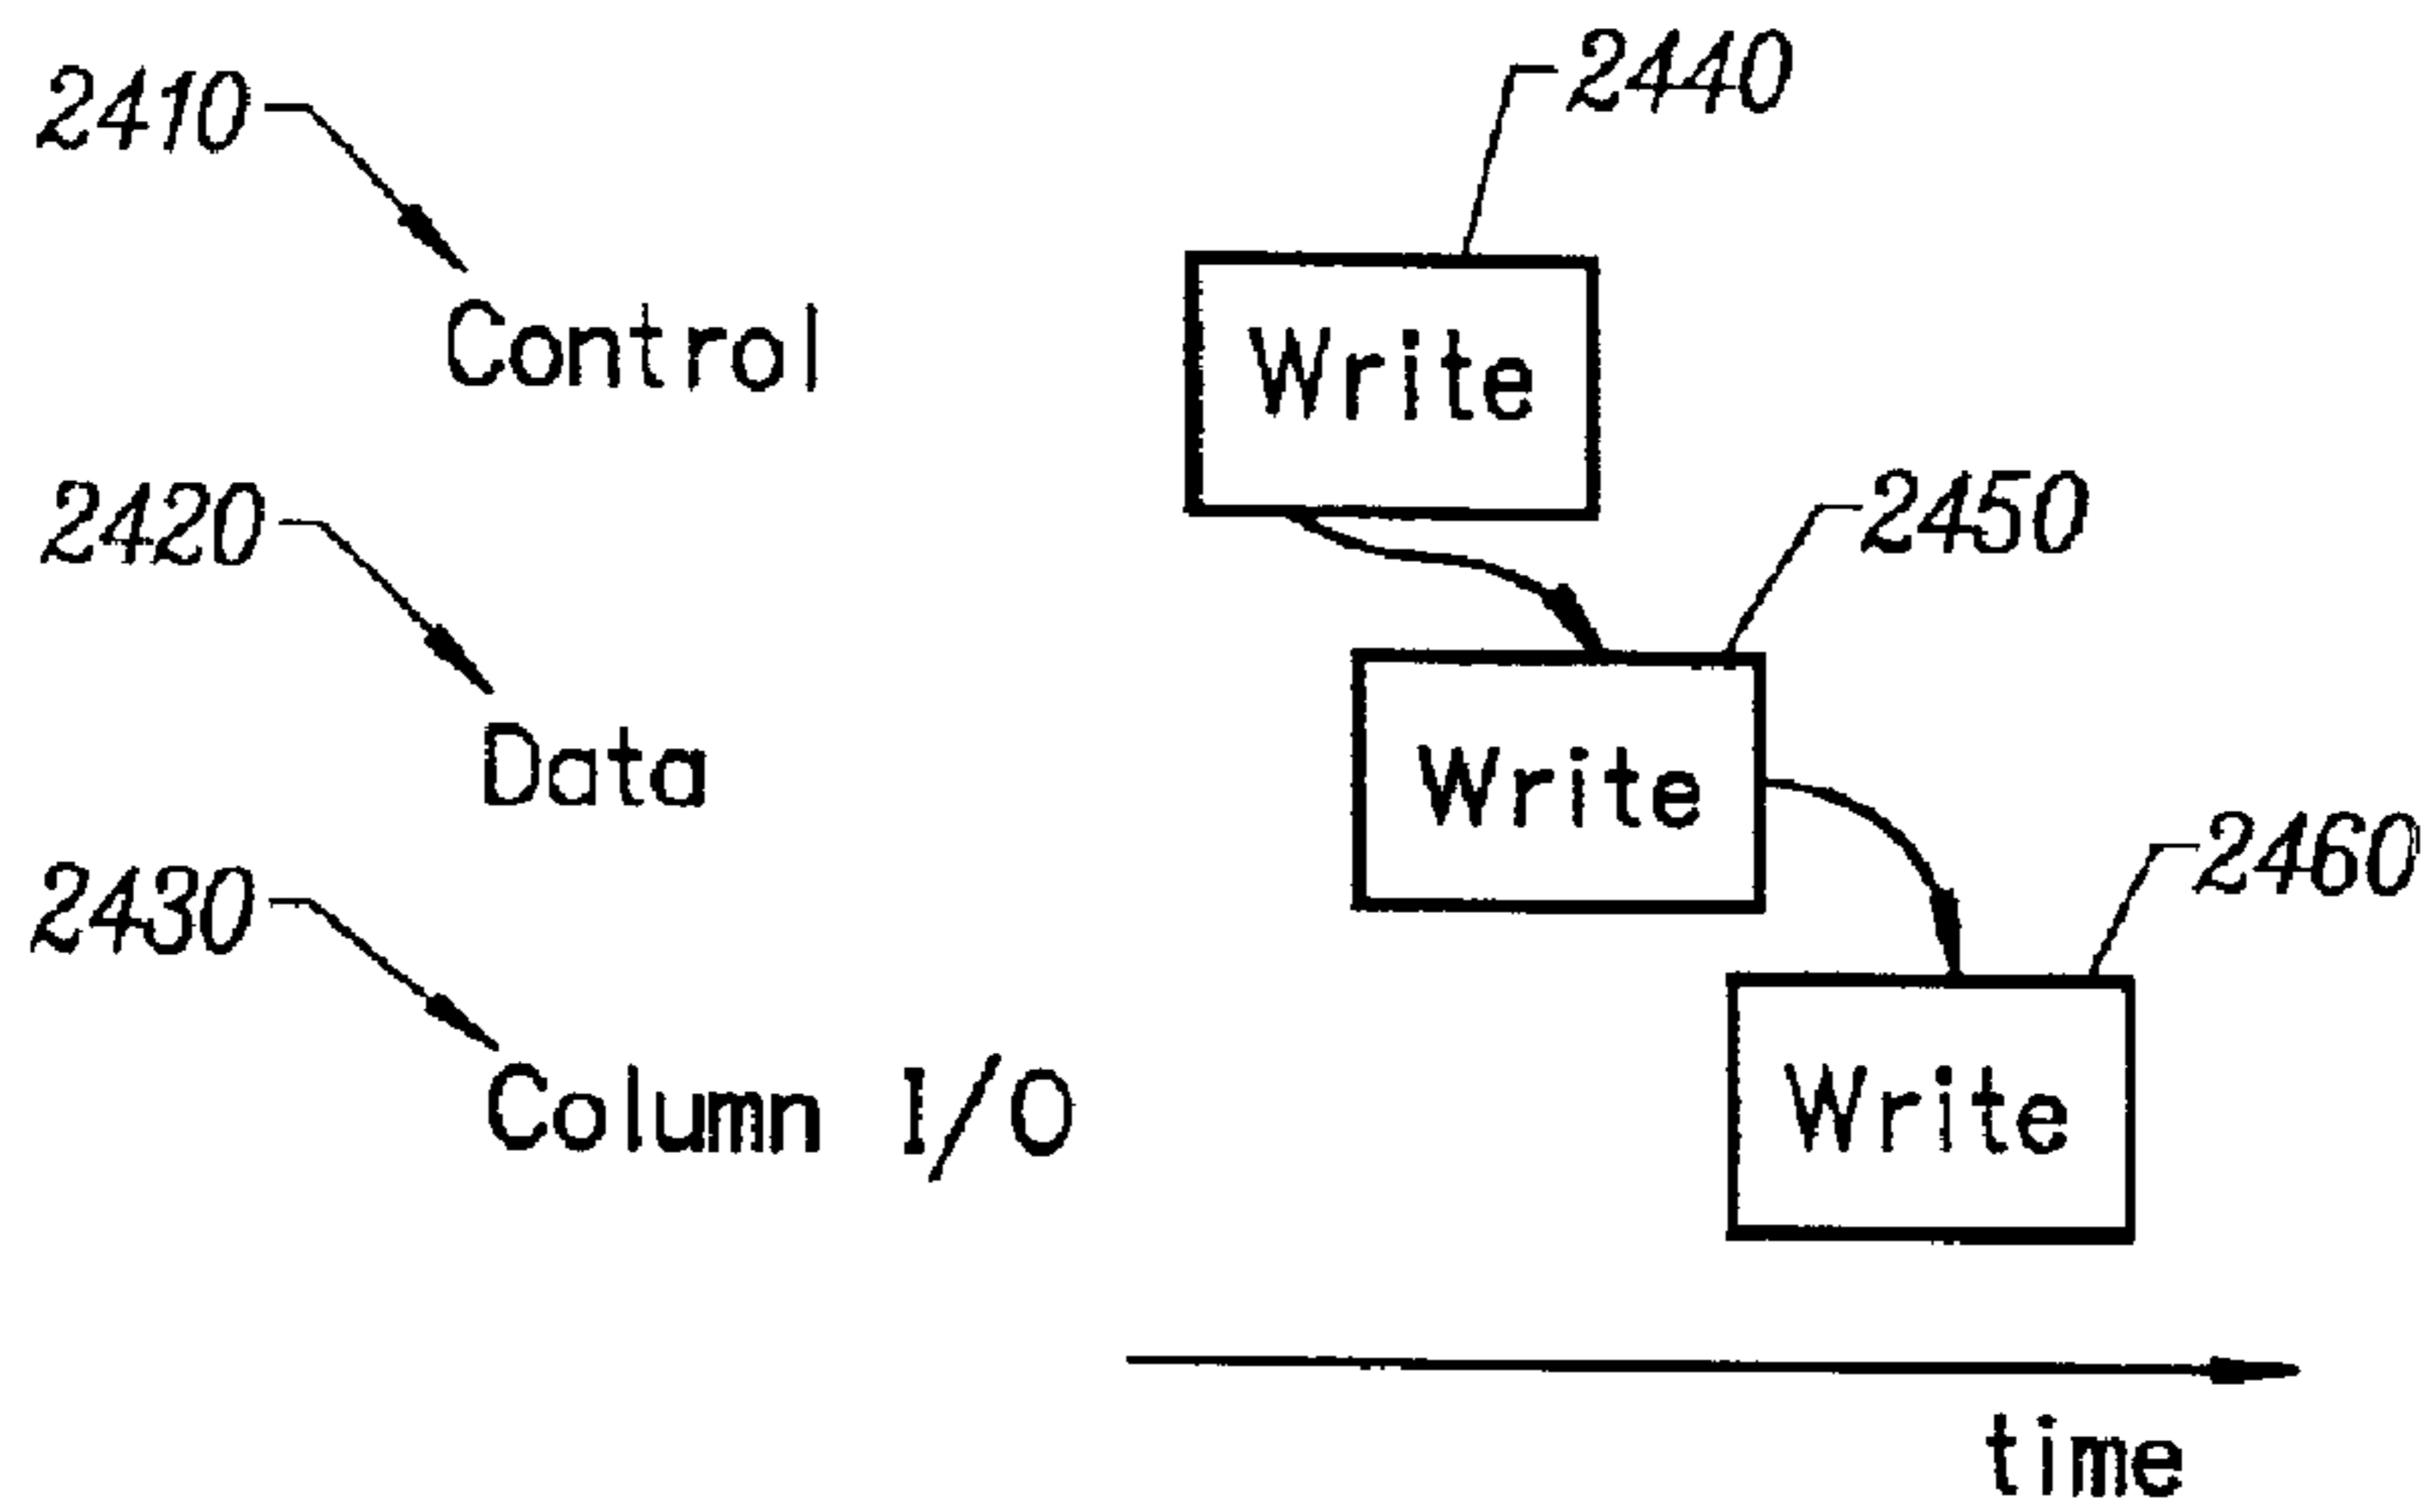 2410
2440
Control
Write
2420
2450
Data
Write
2430
2460
Column I/O
Write
time